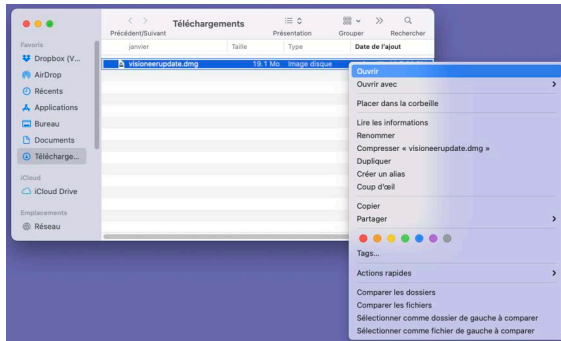 Téléchargements
Précédent/Suivant Présentation Grouper Rechercher
Favoris
Dropbox (V...
AirDrop
Récents
Applications
Bureau
Documents
Télécharge...
iCloud
iCloud Drive
Emplacements
Réseau
janvier Taille Type Date de l'ajout
visioneerupdate.dmg 19.1 Mo Image disque
Ouvrir
Ouvrir avec
Placer dans la corbeille
Lire les informations
Renommer
Compresser « visioneerupdate.dmg »
Dupliquer
Créer un alias
Coup d'œil
Copier
Partager
Tags...
Actions rapides
Comparer les dossiers
Comparer les fichiers
Sélectionner comme dossier de gauche à comparer
Sélectionner comme fichier de gauche à comparer